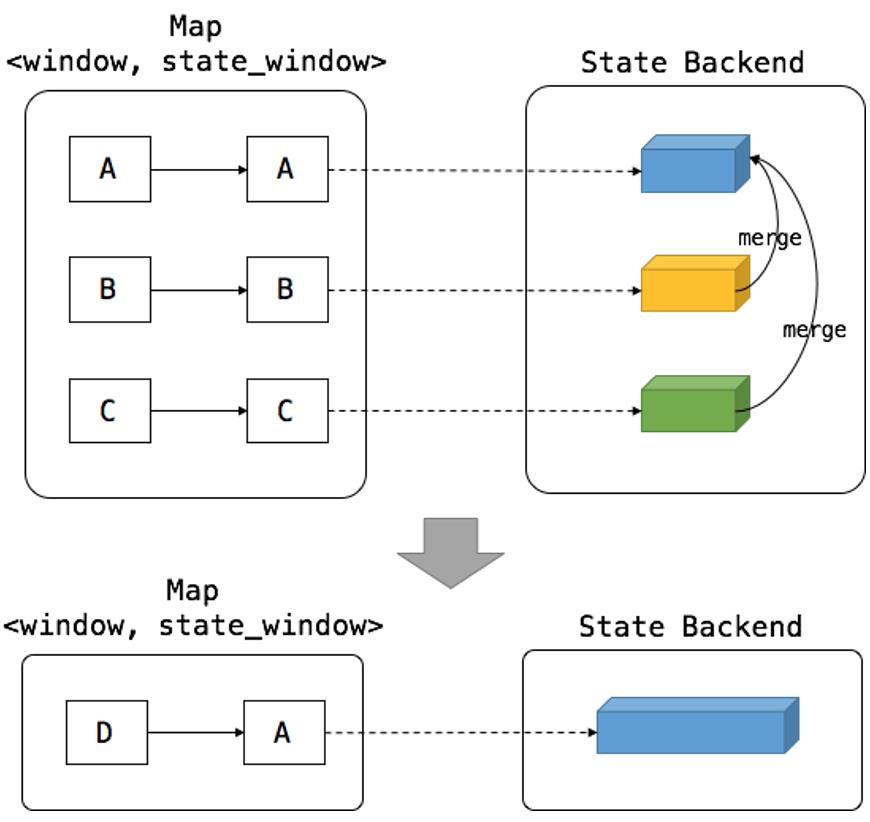 Map
<window, state_window>
State Backend
A
A
merge
B
B
merge
C
C
Map
<window, state_window>
State Backend
D
A